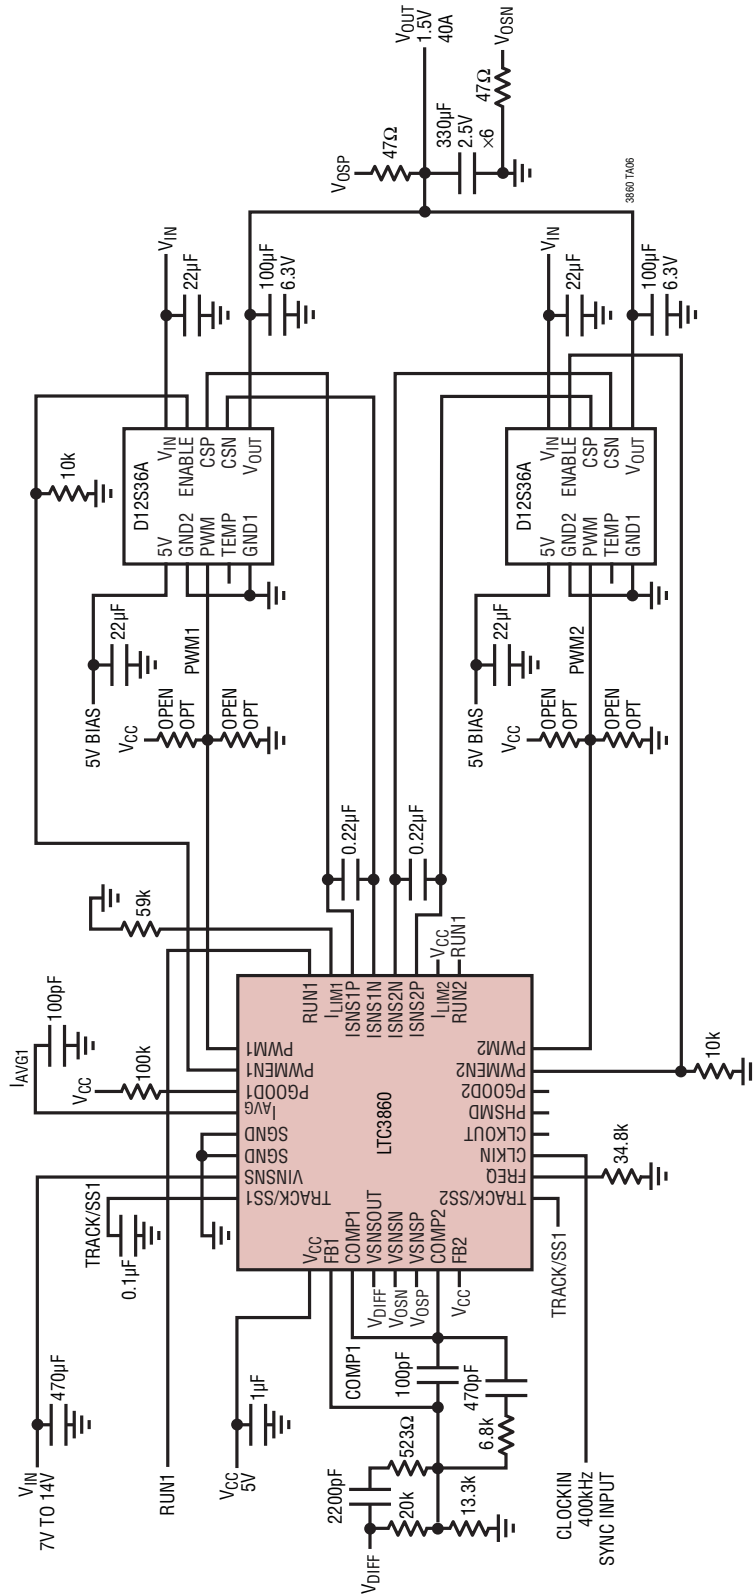 VIN
7V TO 14V
470µF
RUN1
VCC
5V
1µF
TRACK/SS1
0.1µF
VCC
100k
IAVG1
100pF
59k
10k
5V BIAS
22µF
VCC
OPEN
OPT
OPEN
OPT
PWM1
D12S36A
5V
GND2
PWM
TEMP
GND1
VIN
ENABLE
CSP
CSN
VOUT
VIN
22µF
100µF
6.3V
0.22µF
0.22µF
VCC
RUN1
LTC3860
VCC
FB1
COMP1
VSNSOUT
VSNSN
VSNSP
COMP2
FB2
TRACK/SS1
VINSNS
SGND
SGND
IAVG
PGOOD1
PWMEN1
PWM1
RUN1
ILIM1
ISNS1P
ISNS1N
ISNS2N
ISNS2P
ILIM2
RUN2
TRACK/SS2
FREQ
CLKIN
CLKOUT
PHSMD
PGOOD2
PWMEN2
PWM2
VDIFF
VOSN
VOSP
VCC
COMP1
100pF
470pF
6.8k
523Ω
2200pF
20k
13.3k
VDIFF
CLOCKIN
400kHz
SYNC INPUT
TRACK/SS1
34.8k
10k
5V BIAS
22µF
VCC
OPEN
OPT
OPEN
OPT
PWM2
D12S36A
5V
GND2
PWM
TEMP
GND1
VIN
ENABLE
CSP
CSN
VOUT
VIN
22µF
100µF
6.3V
VOSP
47Ω
VOUT
1.5V
40A
330µF
2.5V
×6
47Ω
VOSN
3860 TA06